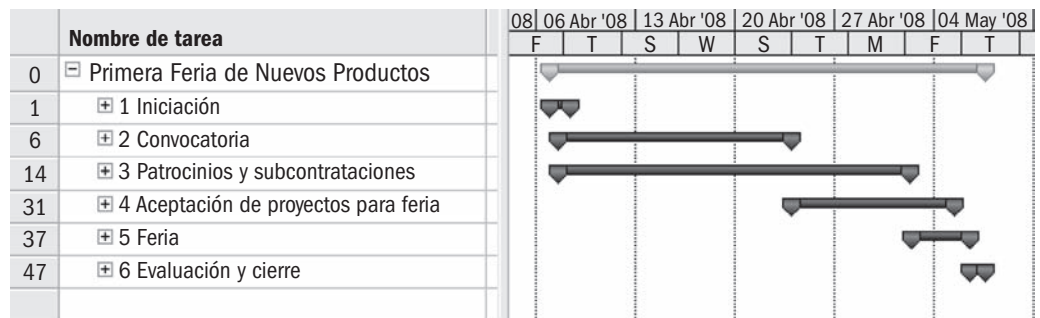 08 06 Abr '08 13 Abr '08 20 Abr '08 27 Abr '08 04 May '08
Nombre de tarea F T S W S T M F T
0 Primera Feria de Nuevos Productos
1 1 Iniciación
6 2 Convocatoria
14 3 Patrocinios y subcontrataciones
31 4 Aceptación de proyectos para feria
37 5 Feria
47 6 Evaluación y cierre